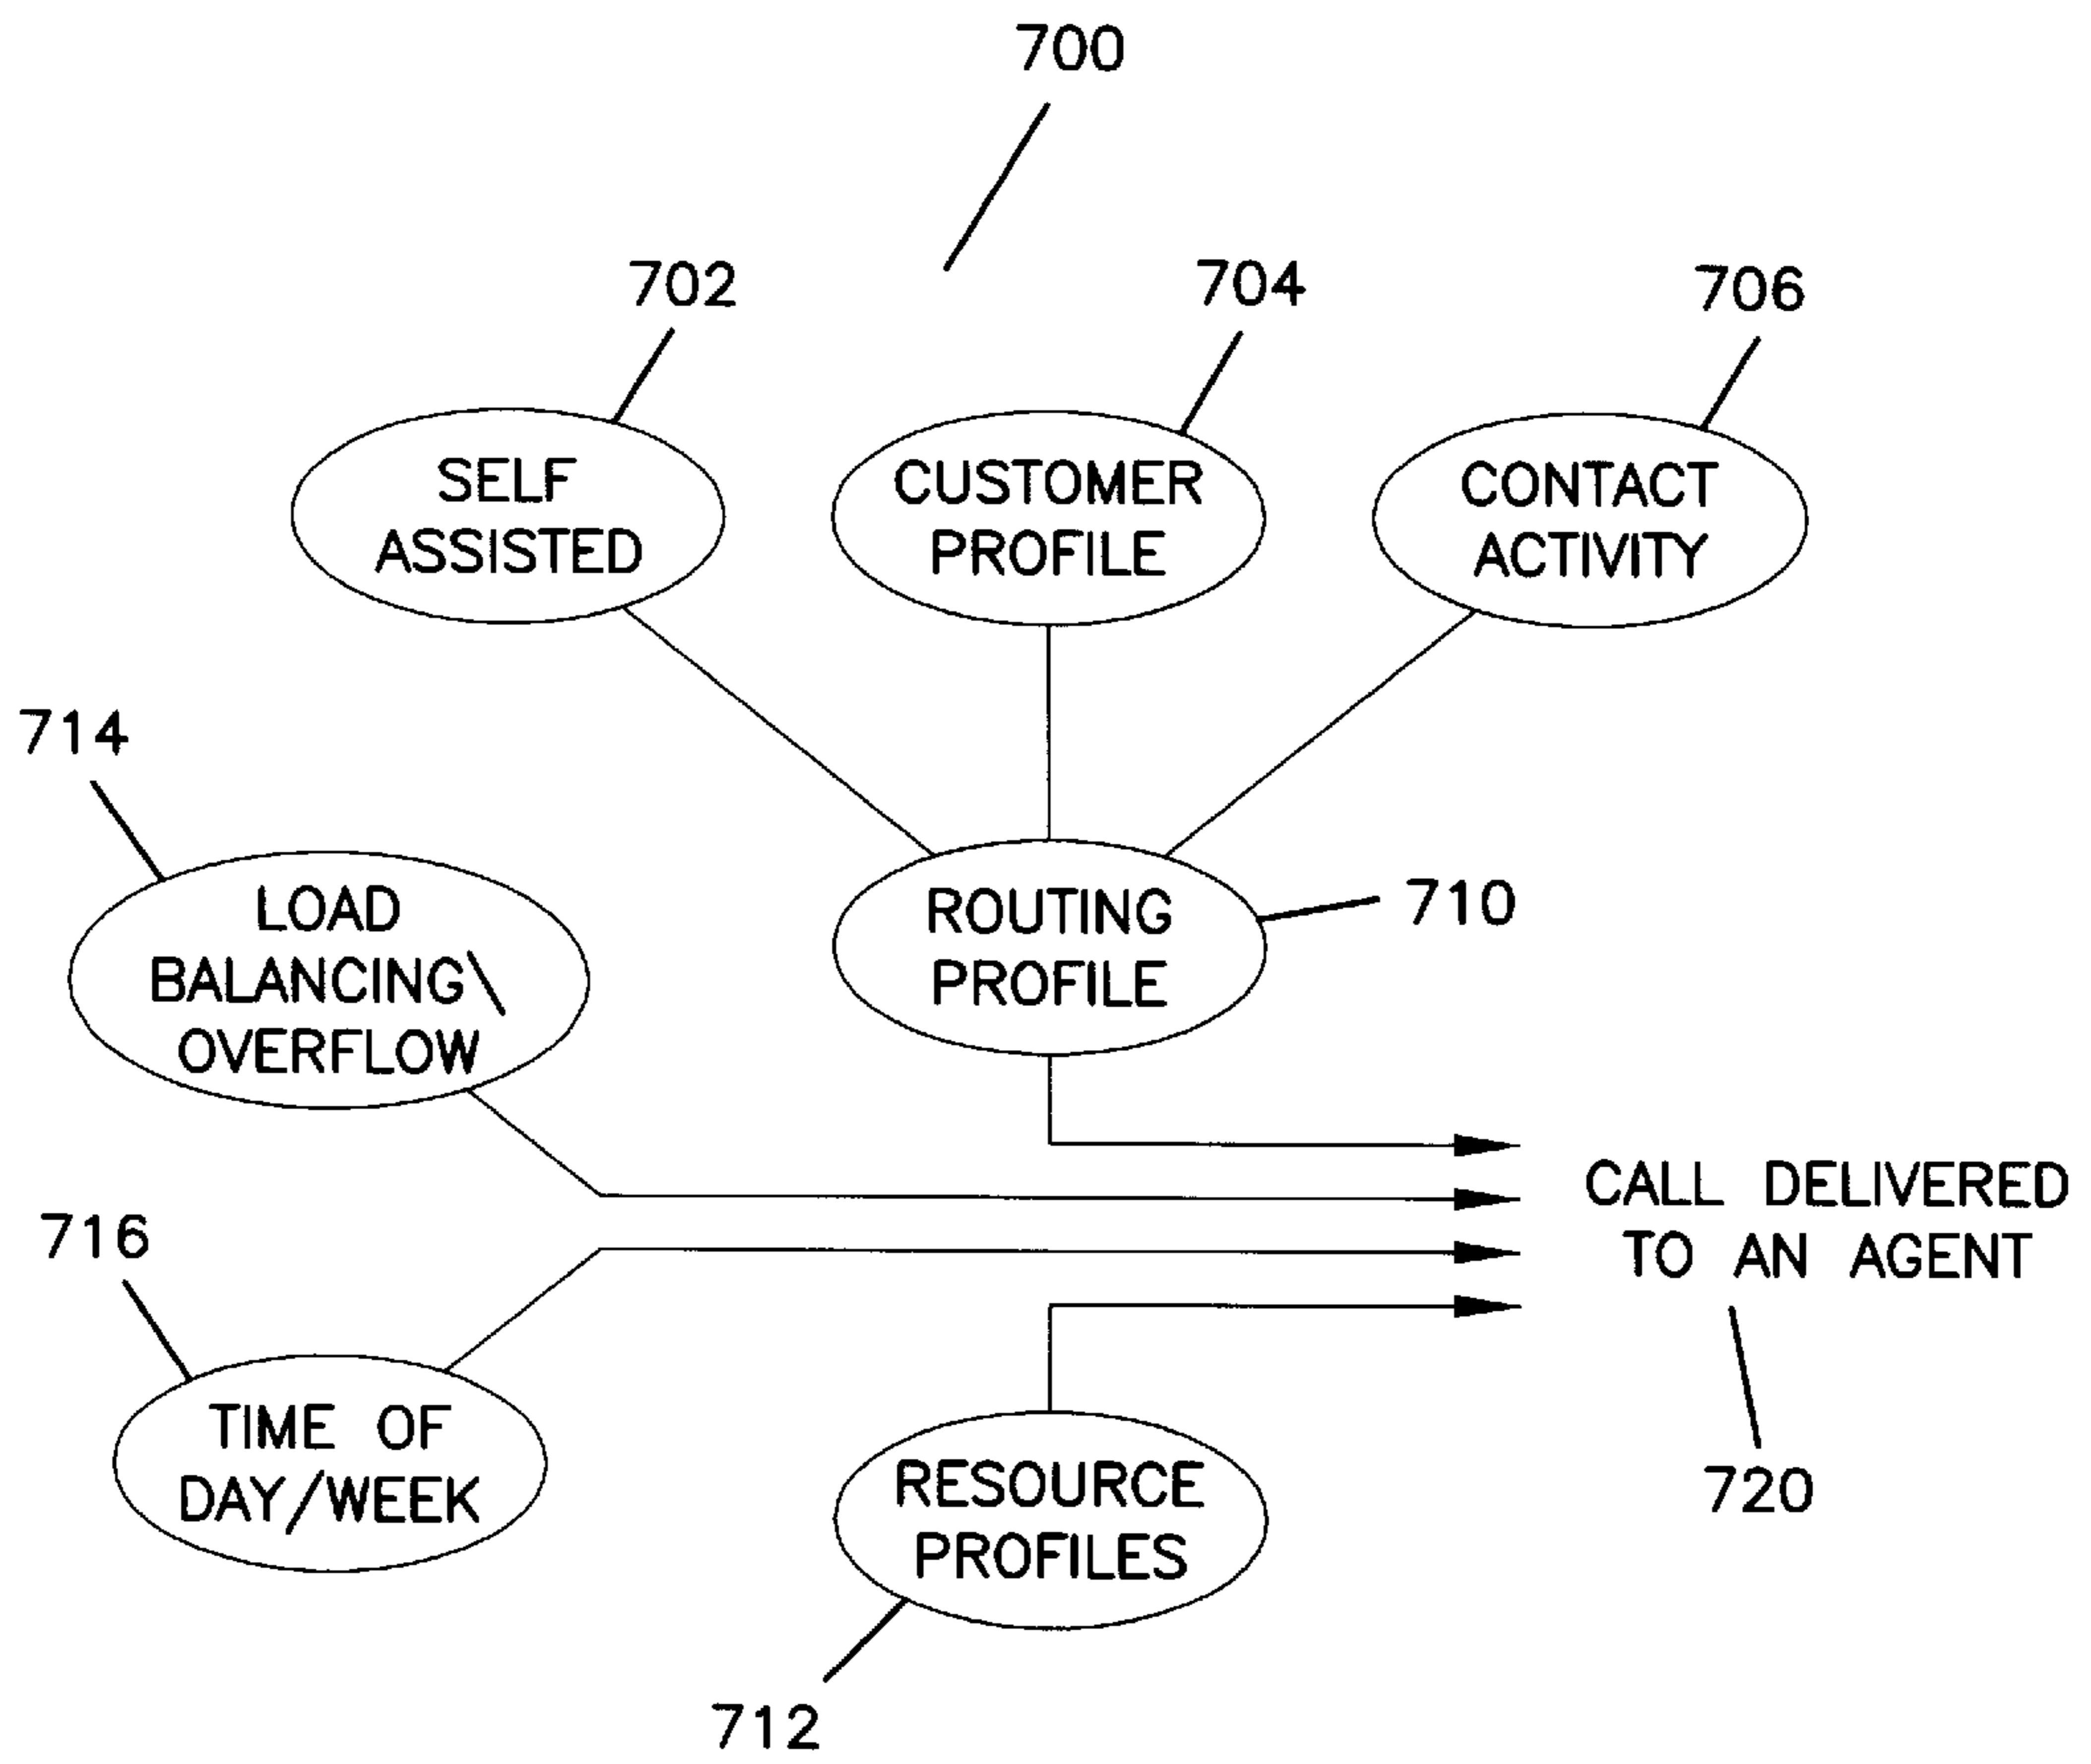 700
702
704
706
SELF
ASSISTED
CUSTOMER
PROFILE
CONTACT
ACTIVITY
714
LOAD
BALANCING\
OVERFLOW
ROUTING
PROFILE
710
CALL DELIVERED
TO AN AGENT
716
TIME OF
DAY/WEEK
RESOURCE
PROFILES
720
712